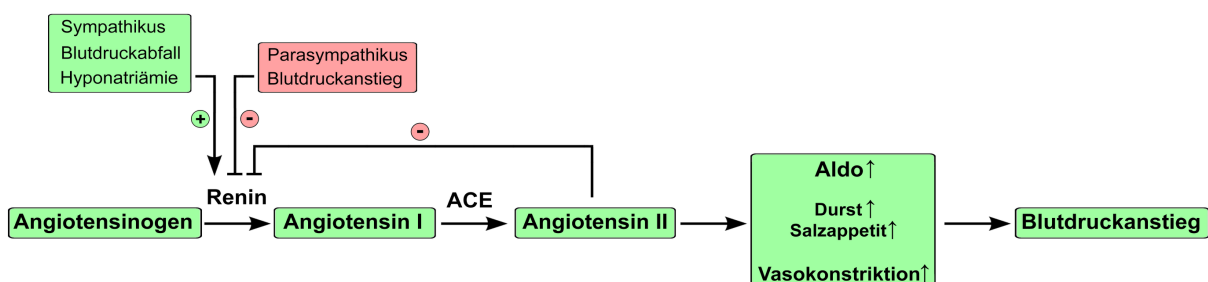 Sympathikus
Blutdruckabfall
Hyponatriämie
Parasympathikus
Blutdruckanstieg
+
-
-
Renin
ACE
Angiotensinogen
Angiotensin I
Angiotensin II
Aldo↑
Durst↑
Salzappetit↑
Vasokonstriktion↑
Blutdruckanstieg